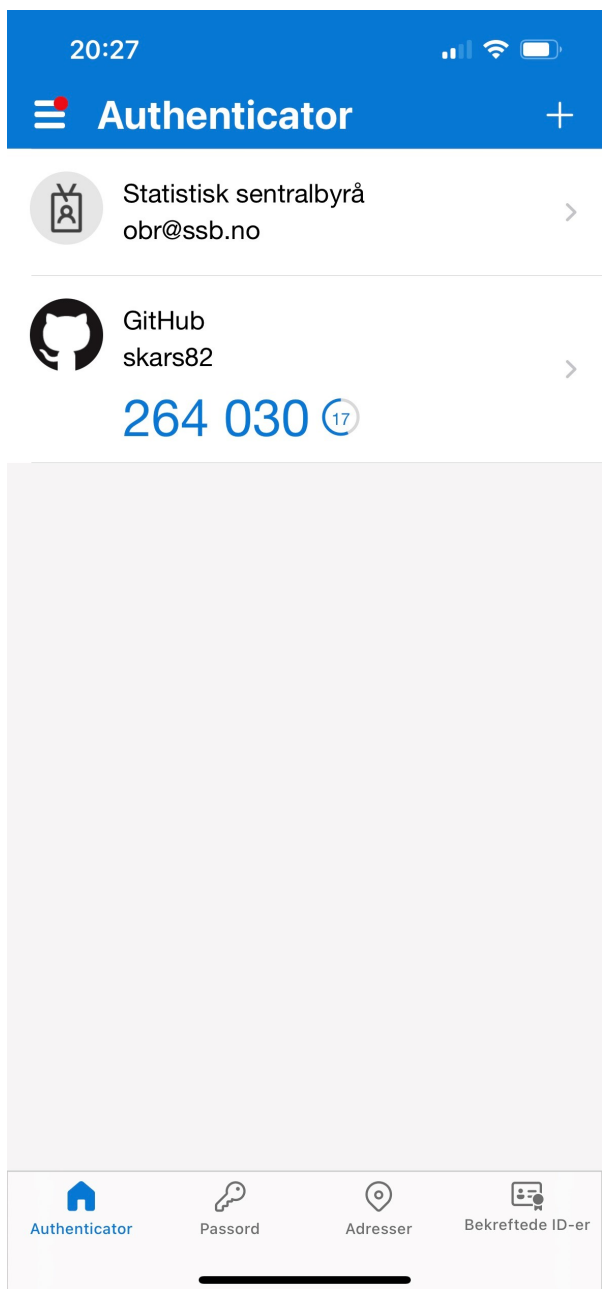 20:27
Authenticator
Statistisk sentralbyrå
obr@ssb.no
GitHub
skars82
264 030 17
Authenticator Passord Adresser Bekreftede ID-er